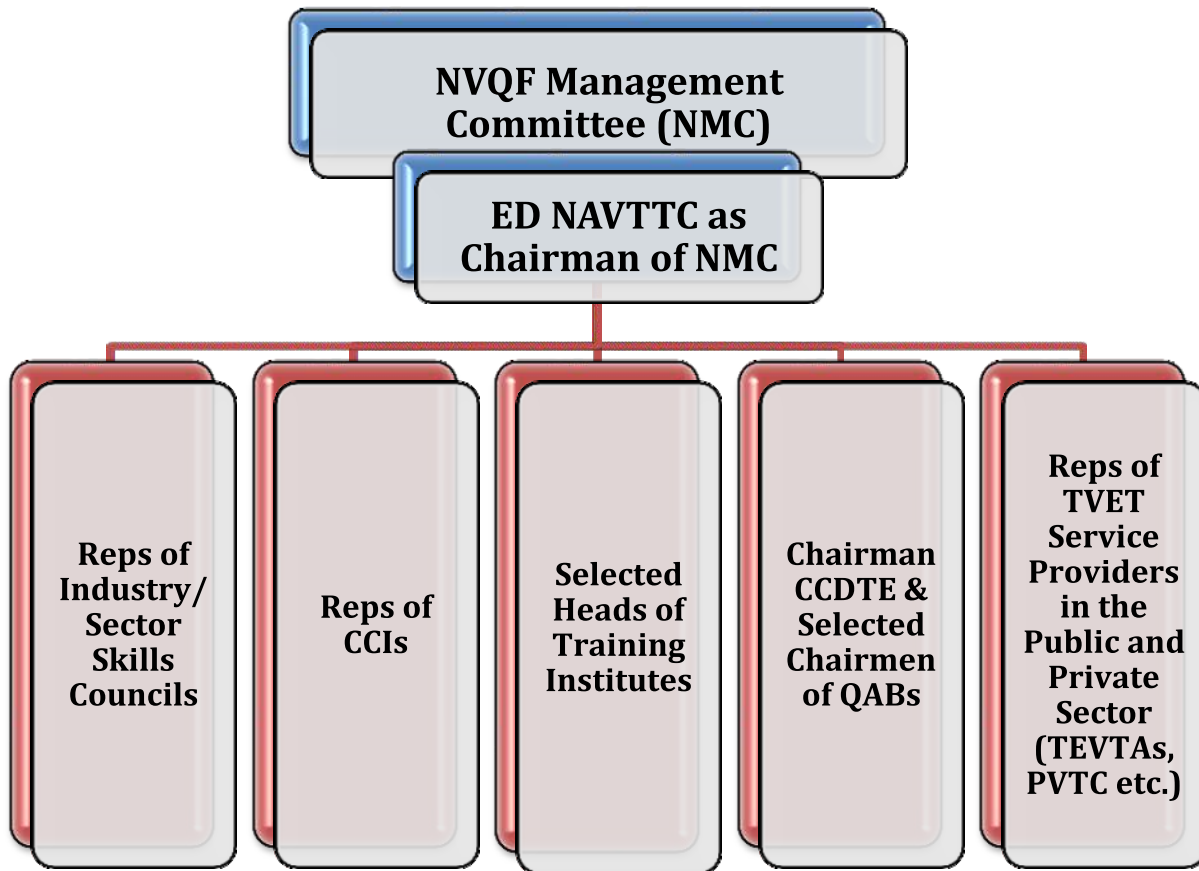 NVQF Management
Committee (NMC)
ED NAVTTC as
Chairman of NMC
Reps of
Industry/
Sector
Skills
Councils
Reps of
CCIs
Selected
Heads of
Training
Institutes
Chairman
CCDTE &
Selected
Chairmen
of QABs
Reps of
TVET
Service
Providers
in the
Public and
Private
Sector
(TEVTAs,
PVTC etc.)